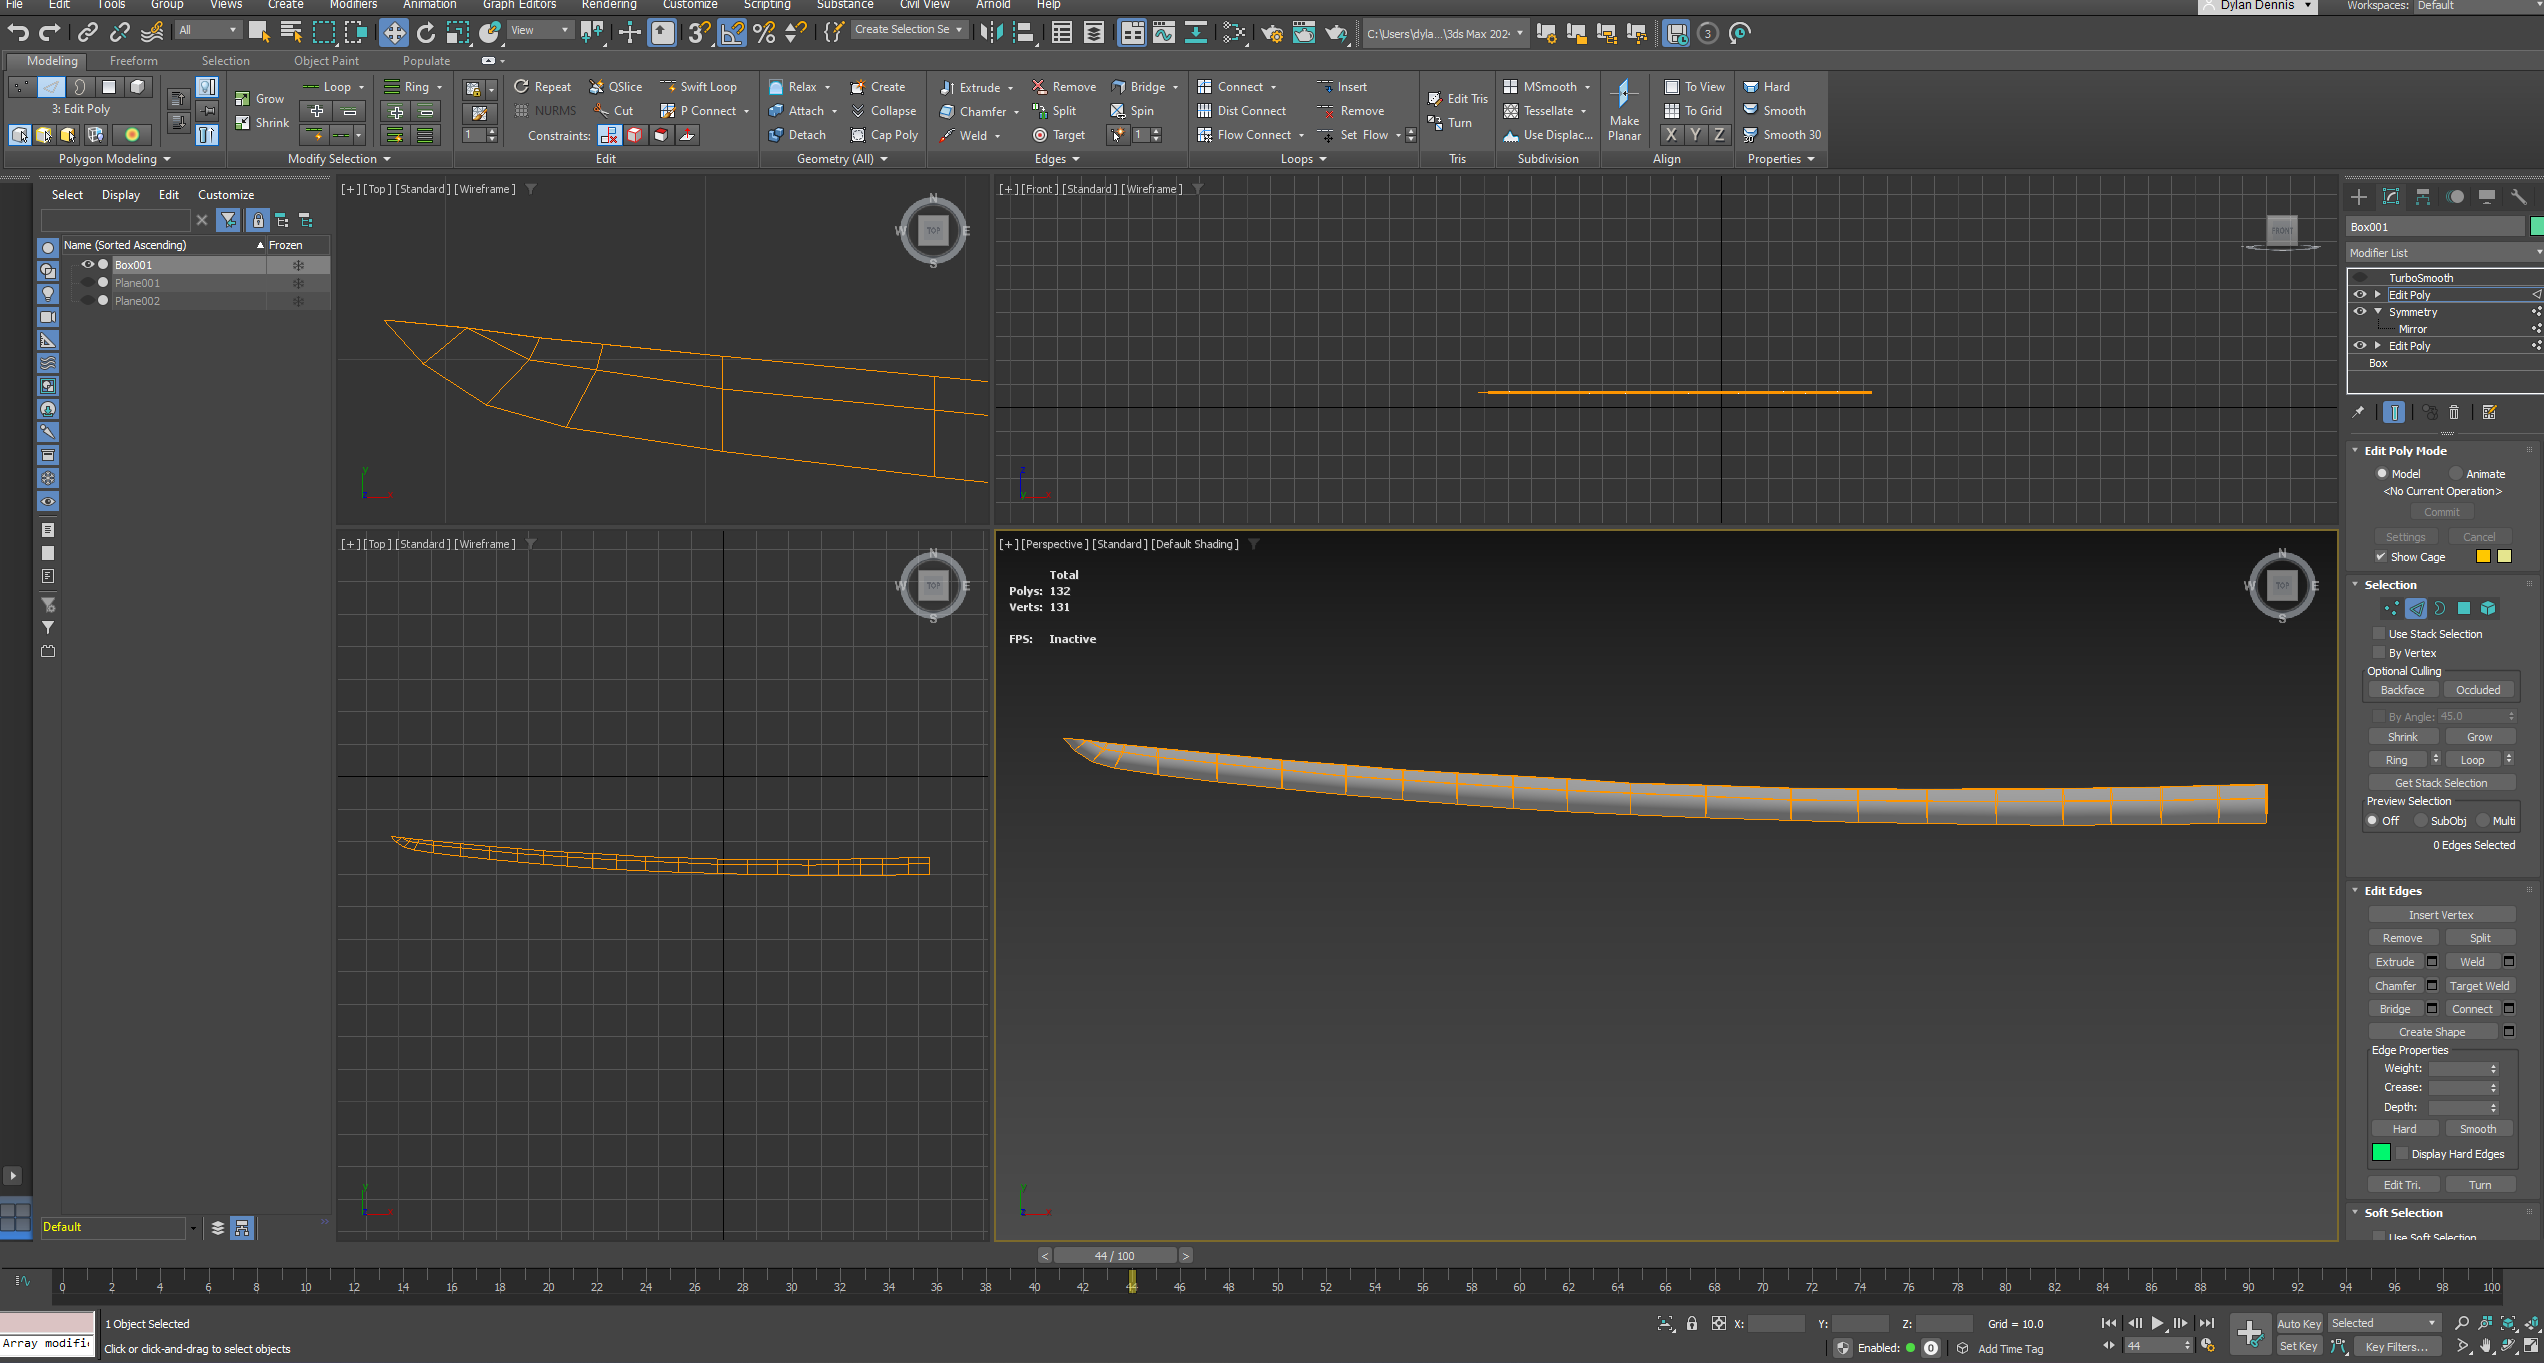 File Edit Tools Group Views Create Modifiers Animation Graph Editors Rendering Customize Scripting Substance Civil View Arnold Help
Dylan Dennis Workspaces: Default
All View Create Selection Se C:\Users\dyla...\3ds Max 202
Modeling Freeform Selection Object Paint Populate
3: Edit Poly
Polygon Modeling
Grow
Shrink
Loop Ring
Modify Selection
Repeat QSlice Swift Loop
NURMS Cut P Connect
1 Constraints:
Edit
Relax Create
Attach Collapse
Detach Cap Poly
Geometry (All)
Extrude Remove Bridge
Chamfer Split Spin
Weld Target 1
Edges
Connect Insert
Dist Connect Remove
Flow Connect Set Flow
Loops
Edit Tris
Turn
Tris
MSmooth
Tessellate
Use Displac...
Subdivision
Make
Planar
To View
To Grid
X Y Z
Align
Hard
Smooth
Smooth 30
Properties
Select Display Edit Customize
Name (Sorted Ascending) Frozen
Box001
Plane001
Plane002
Default
[+] [Top] [Standard] [Wireframe]
N
W TOP E
S
[+] [Front] [Standard] [Wireframe]
FRONT
[+] [Top] [Standard] [Wireframe]
N
W TOP E
S
[+] [Perspective] [Standard] [Default Shading]
Total
Polys: 132
Verts: 131
FPS: Inactive
N
W TOP E
S
Box001
Modifier List
TurboSmooth
Edit Poly
Symmetry
Mirror
Edit Poly
Box
Edit Poly Mode
Model Animate
<No Current Operation>
Commit
Settings Cancel
Show Cage
Selection
Use Stack Selection
By Vertex
Optional Culling
Backface Occluded
By Angle: 45.0
Shrink Grow
Ring Loop
Get Stack Selection
Preview Selection
Off SubObj Multi
0 Edges Selected
Edit Edges
Insert Vertex
Remove Split
Extrude Weld
Chamfer Target Weld
Bridge Connect
Create Shape
Edge Properties
Weight:
Crease:
Depth:
Hard Smooth
Display Hard Edges
Edit Tri. Turn
Soft Selection
Use Soft Selection
< 44 / 100 >
0 2 4 6 8 10 12 14 16 18 20 22 24 26 28 30 32 34 36 38 40 42 44 46 48 50 52 54 56 58 60 62 64 66 68 70 72 74 76 78 80 82 84 86 88 90 92 94 96 98 100
1 Object Selected
Array modifi
Click or click-and-drag to select objects
X: Y: Z: Grid = 10.0
Enabled: 0 Add Time Tag
44
Auto Key Selected
Set Key Key Filters...